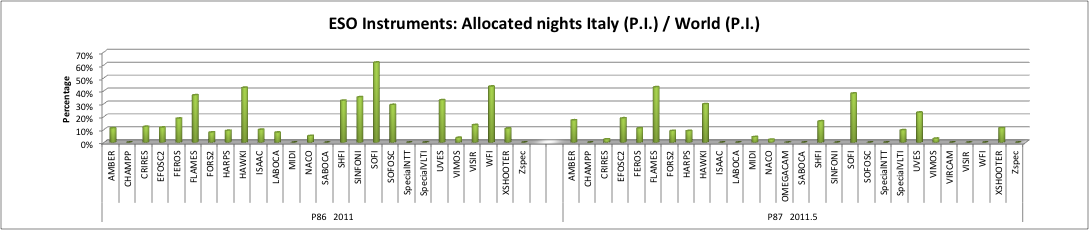 ESO Instruments: Allocated nights Italy (P.I.) / World (P.I.)
Percentage
70%
60%
50%
40%
30%
20%
10%
0%
AMBER
CHAMPP
CRIRES
EFOSC2
FEROS
FLAMES
FORS2
HARPS
HAWKI
ISAAC
LABOCA
MIDI
NACO
SABOCA
SHFI
SINFONI
SOFI
SOFOSC
SpecialNTT
SpecialVLTI
UVES
VIMOS
VISIR
WFI
XSHOOTER
Zspec
AMBER
CHAMPP
CRIRES
EFOSC2
FEROS
FLAMES
FORS2
HARPS
HAWKI
ISAAC
LABOCA
MIDI
NACO
OMEGACAM
SABOCA
SHFI
SINFONI
SOFI
SOFOSC
SpecialNTT
SpecialVLTI
UVES
VIMOS
VIRCAM
VISIR
WFI
XSHOOTER
Zspec
P86 2011
P87 2011.5